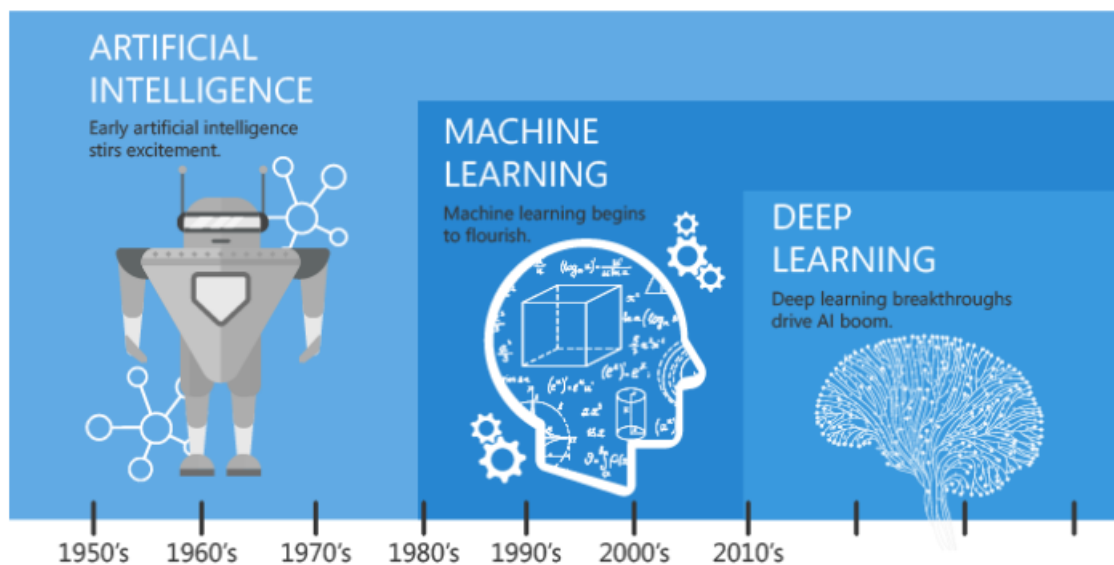 ARTIFICIAL
INTELLIGENCE
Early artificial intelligence
stirs excitement.
MACHINE
LEARNING
Machine learning begins
to flourish.
DEEP
LEARNING
Deep learning breakthroughs
drive AI boom.
1950's 1960's 1970's 1980's 1990's 2000's 2010's